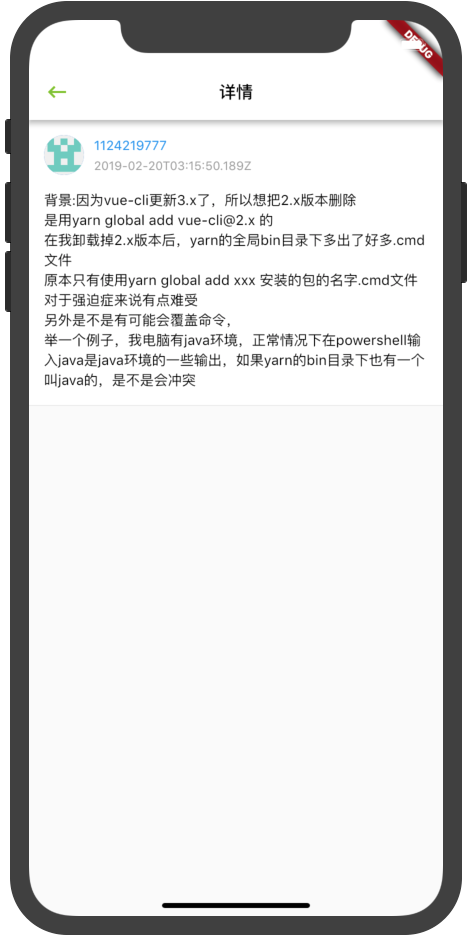 DEBUG
详情
1124219777
2019-02-20T03:15:50.189Z
背景:因为vue-cli更新3.x了，所以想把2.x版本删除
是用yarn global add vue-cli@2.x 的
在我卸载掉2.x版本后，yarn的全局bin目录下多出了好多.cmd
文件
原本只有使用yarn global add xxx 安装的包的名字.cmd文件
对于强迫症来说有点难受
另外是不是有可能会覆盖命令，
举一个例子，我电脑有java环境，正常情况下在powershell输
入java是java环境的一些输出，如果yarn的bin目录下也有一个
叫java的，是不是会冲突